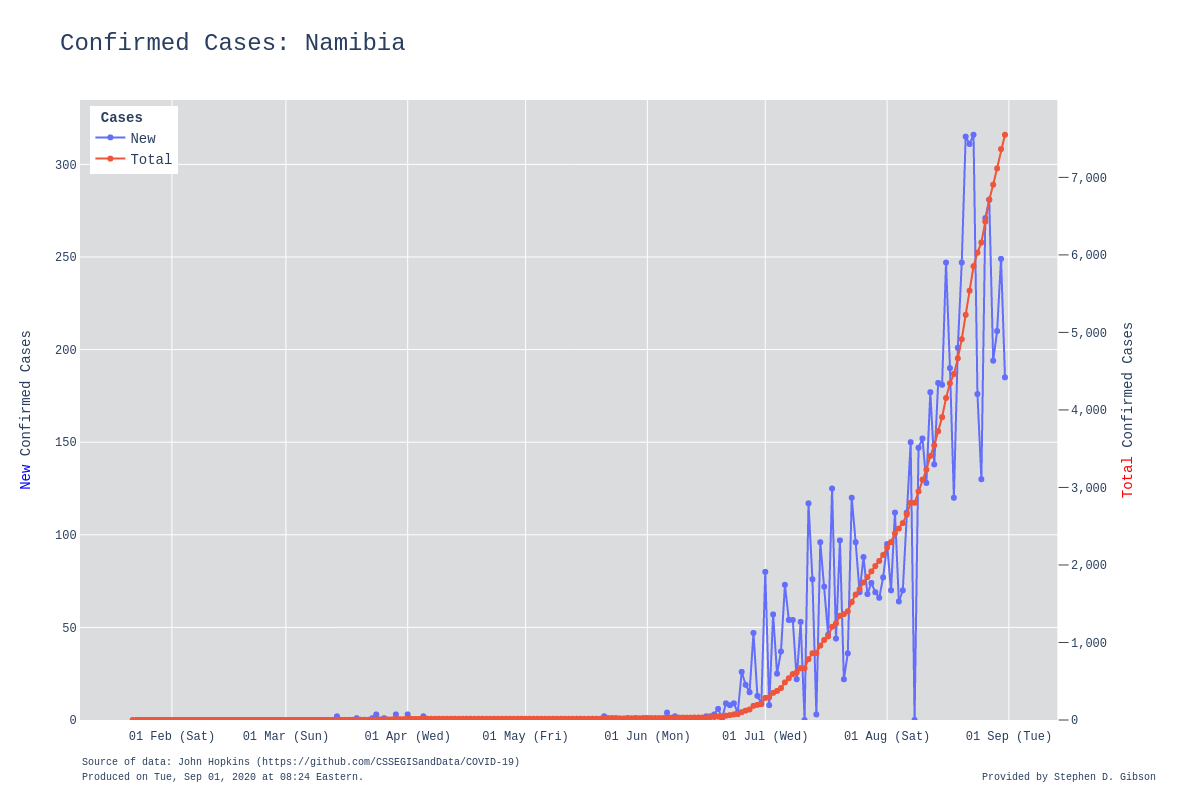 Confirmed Cases: Namibia
Cases
New
Total
300
250
200
150
100
50
0
7,000
6,000
5,000
4,000
3,000
2,000
1,000
0
New Confirmed Cases
Total Confirmed Cases
01 Feb (Sat)
01 Mar (Sun)
01 Apr (Wed)
01 May (Fri)
01 Jun (Mon)
01 Jul (Wed)
01 Aug (Sat)
01 Sep (Tue)
Source of data: John Hopkins (https://github.com/CSSEGISandData/COVID-19)
Produced on Tue, Sep 01, 2020 at 08:24 Eastern.
Provided by Stephen D. Gibson